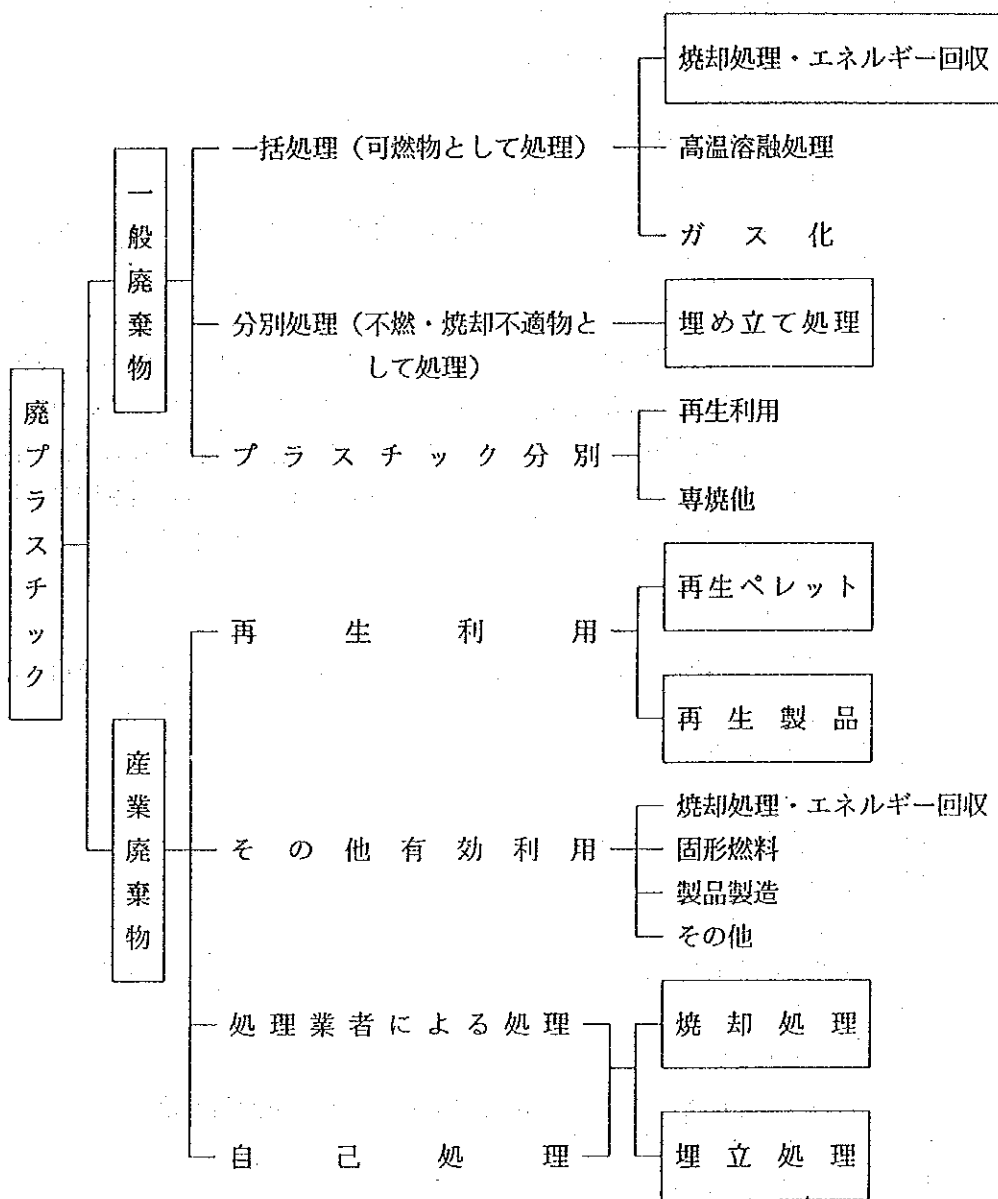 廃プラスチック
一般廃棄物
一括処理（可燃物として処理）
焼却処理・エネルギー回収
高温溶融処理
ガス化
分別処理（不燃・焼却不適物と
して処理）
埋め立て処理
プラスチック分別
再生利用
専焼他
産業廃棄物
再生利用
再生ペレット
再生製品
その他有効利用
焼却処理・エネルギー回収
固形燃料
製品製造
その他
処理業者による処理
自己処理
焼却処理
埋立処理